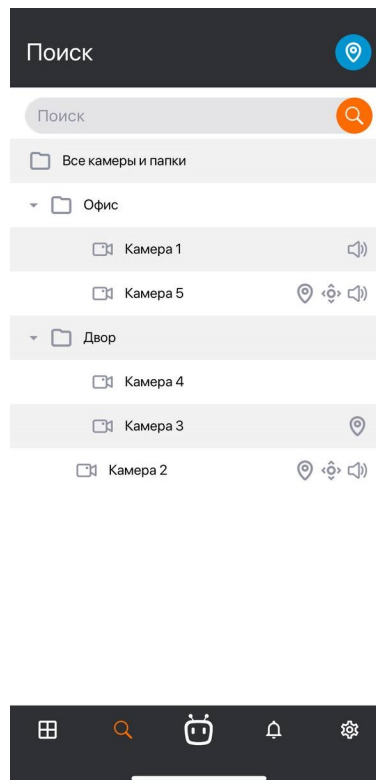 Поиск
Поиск
Все камеры и папки
Офис
Камера 1
Камера 5
Двор
Камера 4
Камера 3
Камера 2